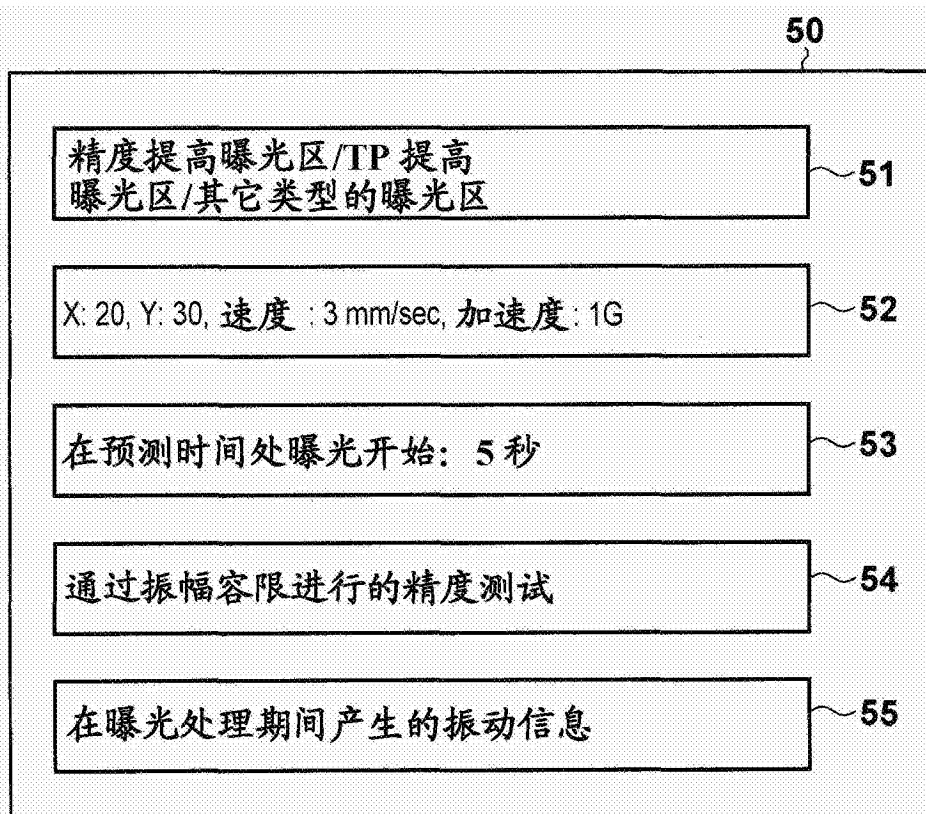 50
精度提高曝光区/TP 提高
曝光区/其它类型的曝光区
51
X: 20, Y: 30, 速度 : 3 mm/sec, 加速度: 1G
52
在预测时间处曝光开始: 5 秒
53
通过振幅容限进行的精度测试
54
在曝光处理期间产生的振动信息
55